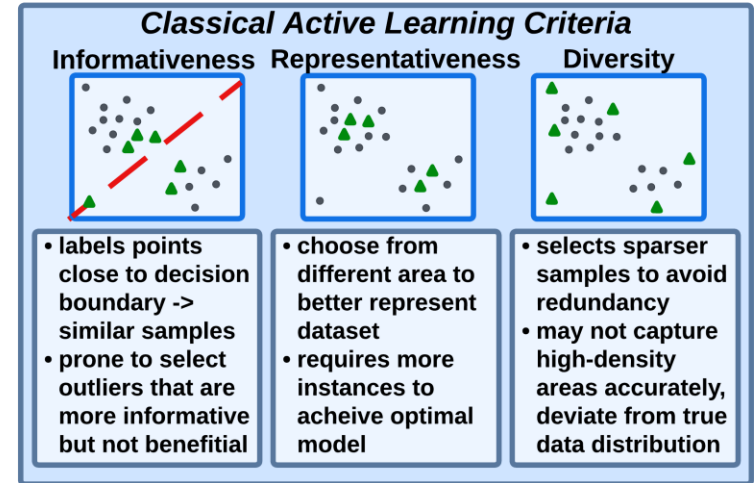 Classical Active Learning Criteria
Informativeness
Representativeness
Diversity
• labels points
close to decision
boundary ->
similar samples
• prone to select
outliers that are
more informative
but not benefitial
• choose from
different area to
better represent
dataset
• requires more
instances to
acheive optimal
model
• selects sparser
samples to avoid
redundancy
• may not capture
high-density
areas accurately,
deviate from true
data distribution